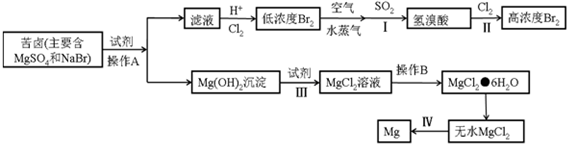 苦卤(主要含
MgSO₄和NaBr)
试剂
操作A
滤液
H⁺
Cl₂
低浓度Br₂
空气
水蒸气
SO₂
I
氢溴酸
Cl₂
II
高浓度Br₂
Mg(OH)₂沉淀
试剂
III
MgCl₂溶液
操作B
MgCl₂●6H₂O
Mg
IV
无水MgCl₂